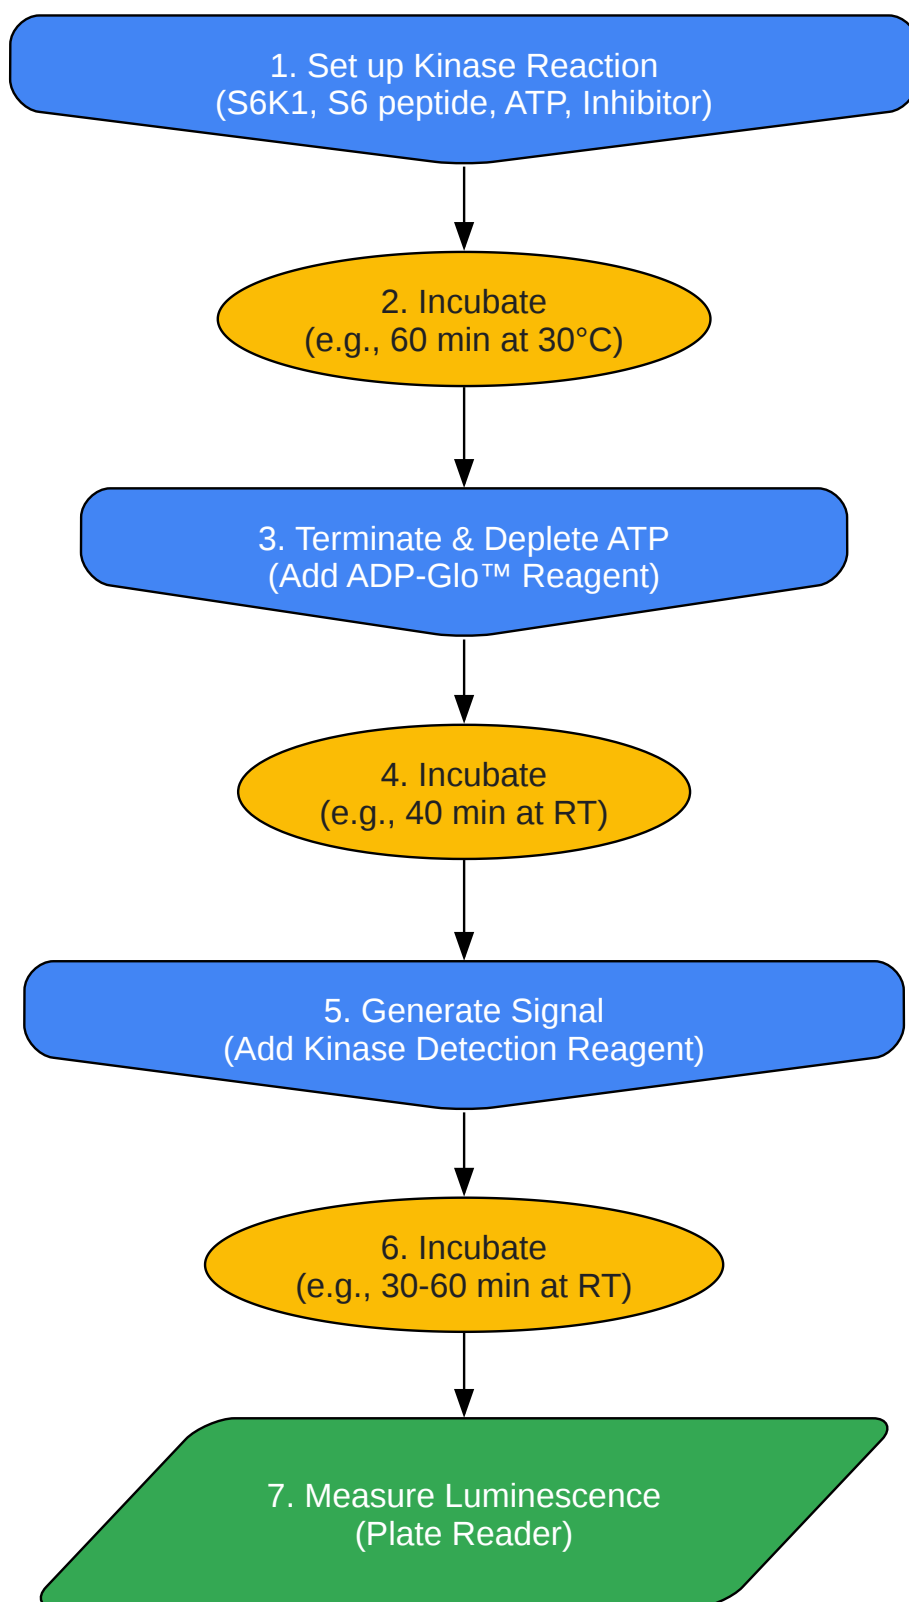 1. Set up Kinase Reaction
(S6K1, S6 peptide, ATP, Inhibitor)
2. Incubate
(e.g., 60 min at 30°C)
3. Terminate & Deplete ATP
(Add ADP-Glo™ Reagent)
4. Incubate
(e.g., 40 min at RT)
5. Generate Signal
(Add Kinase Detection Reagent)
6. Incubate
(e.g., 30-60 min at RT)
7. Measure Luminescence
(Plate Reader)